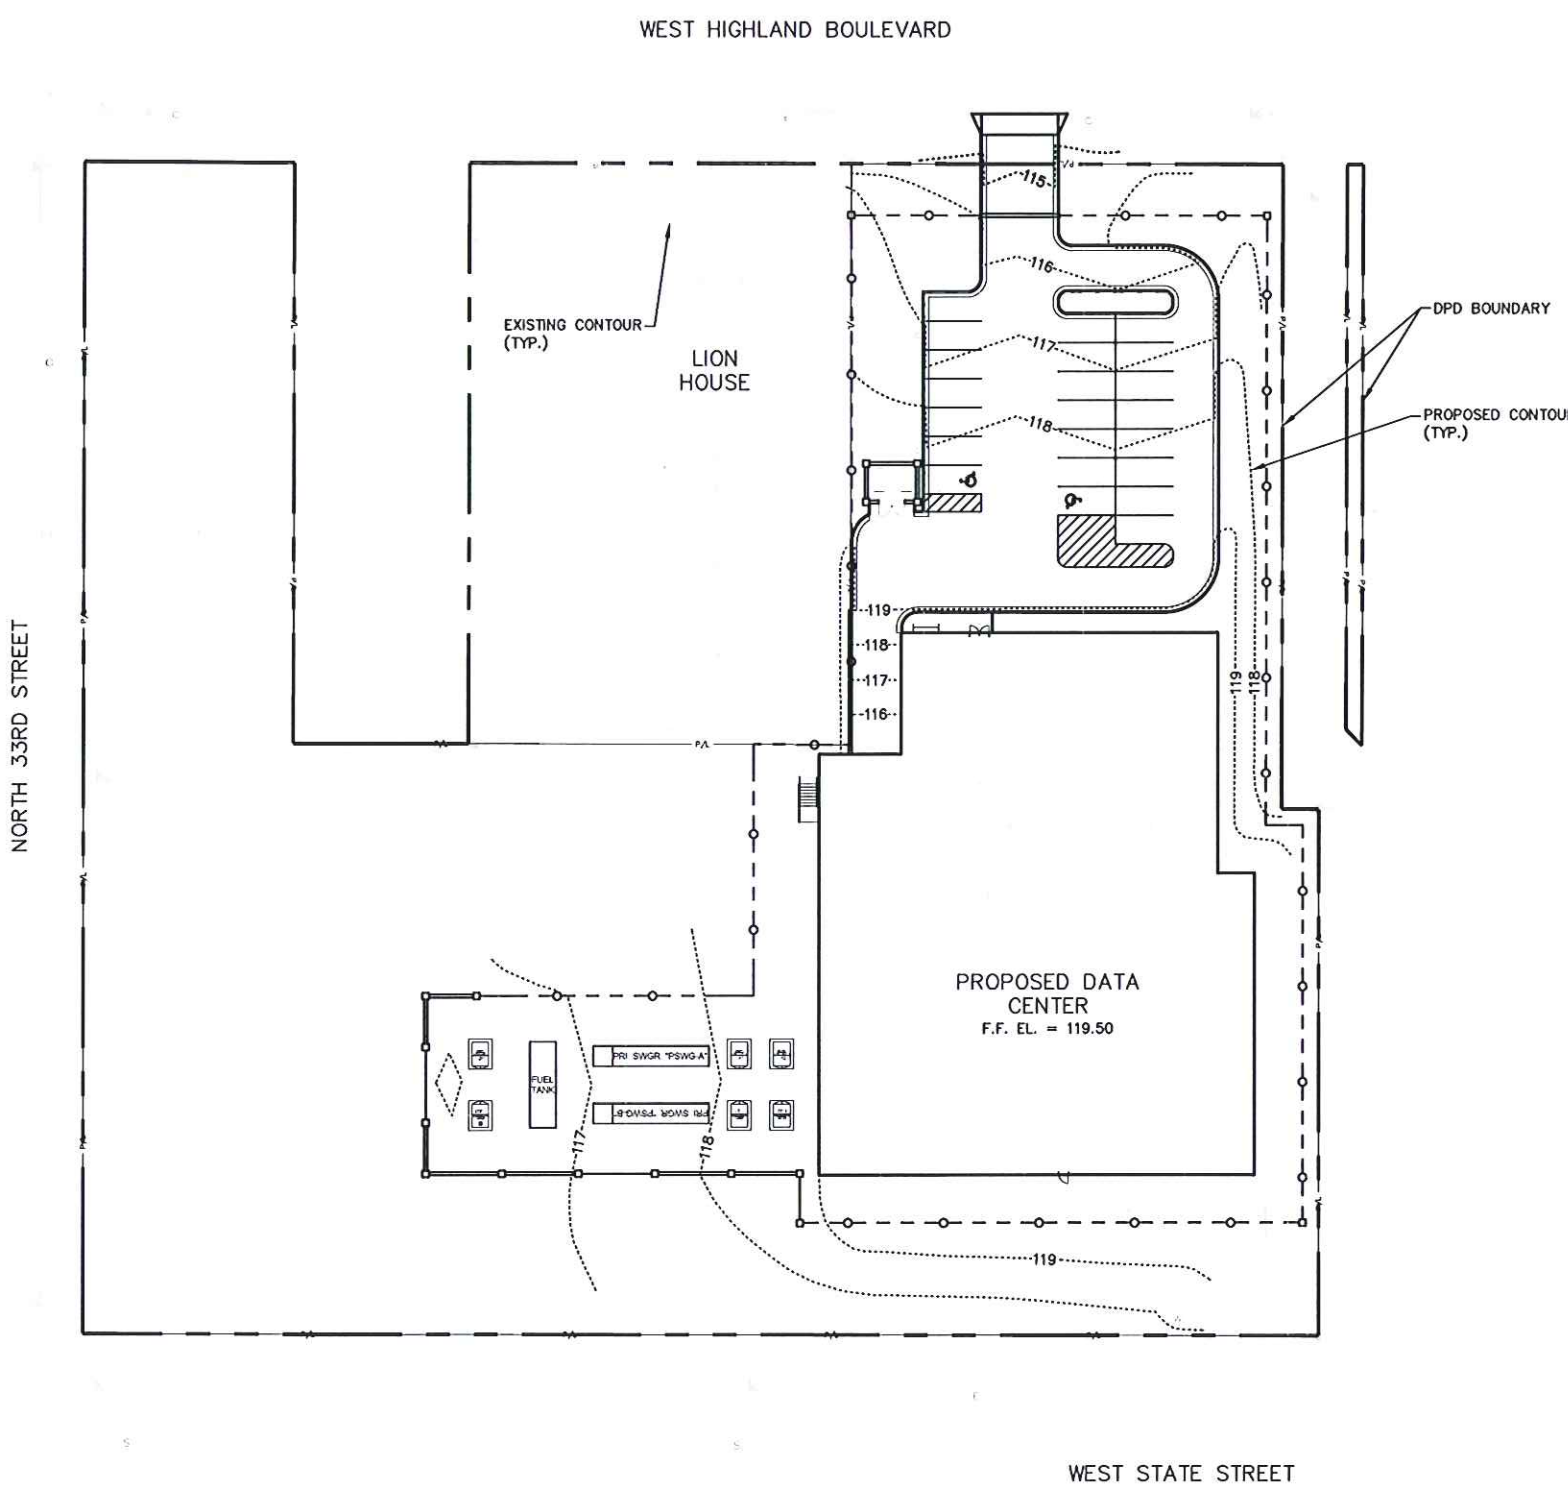 WEST HIGHLAND BOULEVARD
115
116
EXISTING CONTOUR
(TYP.)
LION
HOUSE
117
118
DPD BOUNDARY
PROPOSED CONTOU
(TYP.)
NORTH 33RD STREET
119
118
117
116
119
118
P/L
PROPOSED DATA
CENTER
F.F. EL. = 119.50
FUEL
TANK
PRI SWGR "PSWG-A"
PRI SWGR "PSWG-B"
117
118
119
WEST STATE STREET